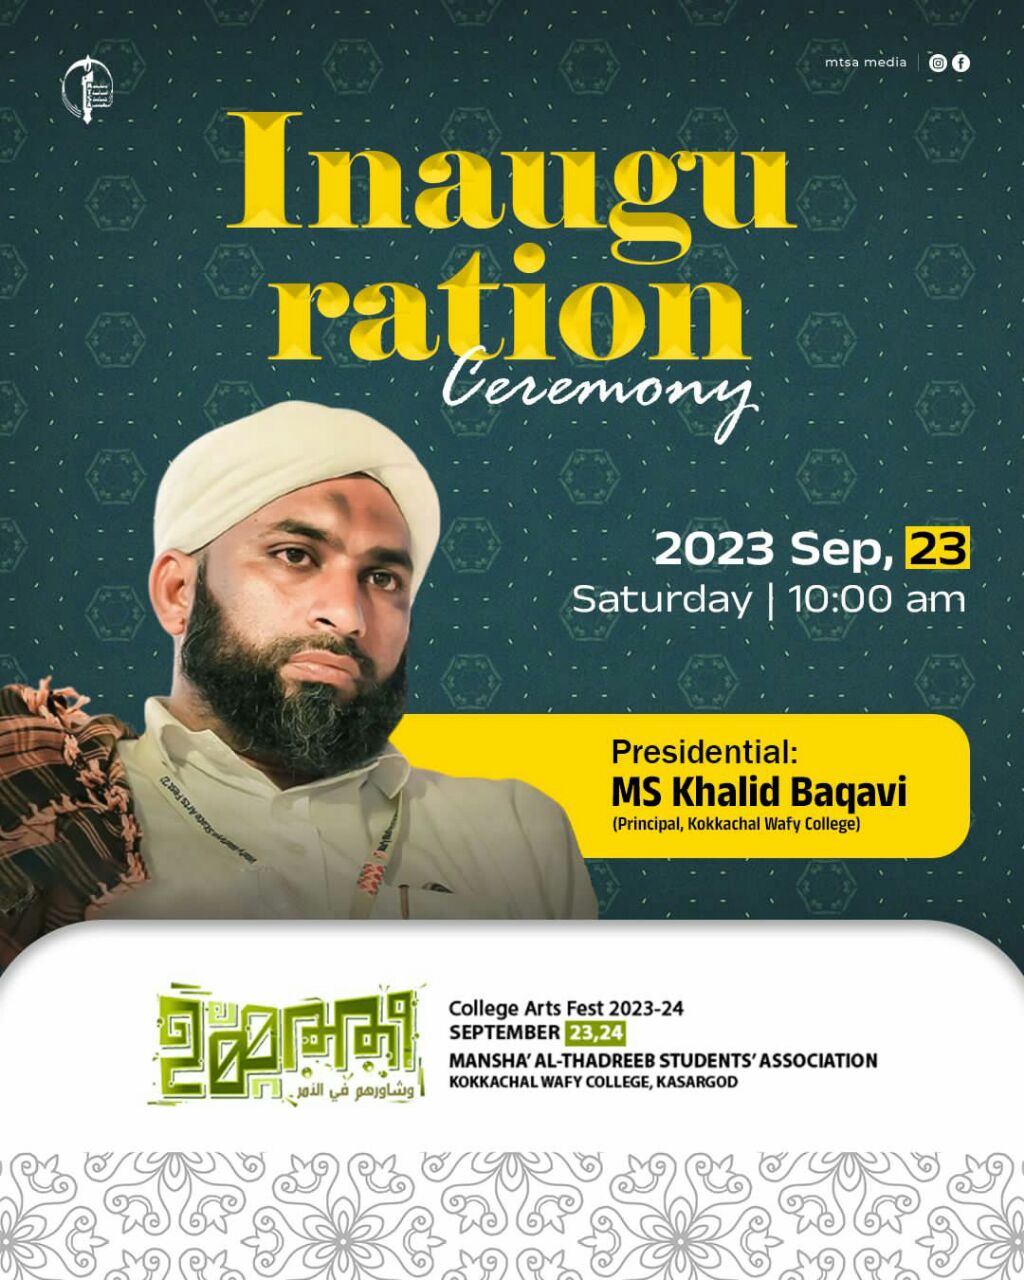 mtsa media
Inaugu
ration
Ceremony
2023 Sep, 23
Saturday | 10:00 am
Presidential:
MS Khalid Baqavi
(Principal, Kokkachal Wafy College)
College Arts Fest 2023-24
SEPTEMBER 23,24
MANSHA' AL-THADREEB STUDENTS' ASSOCIATION
KOKKACHAL WAFY COLLEGE, KASARGOD
وشاورهم في الأمر